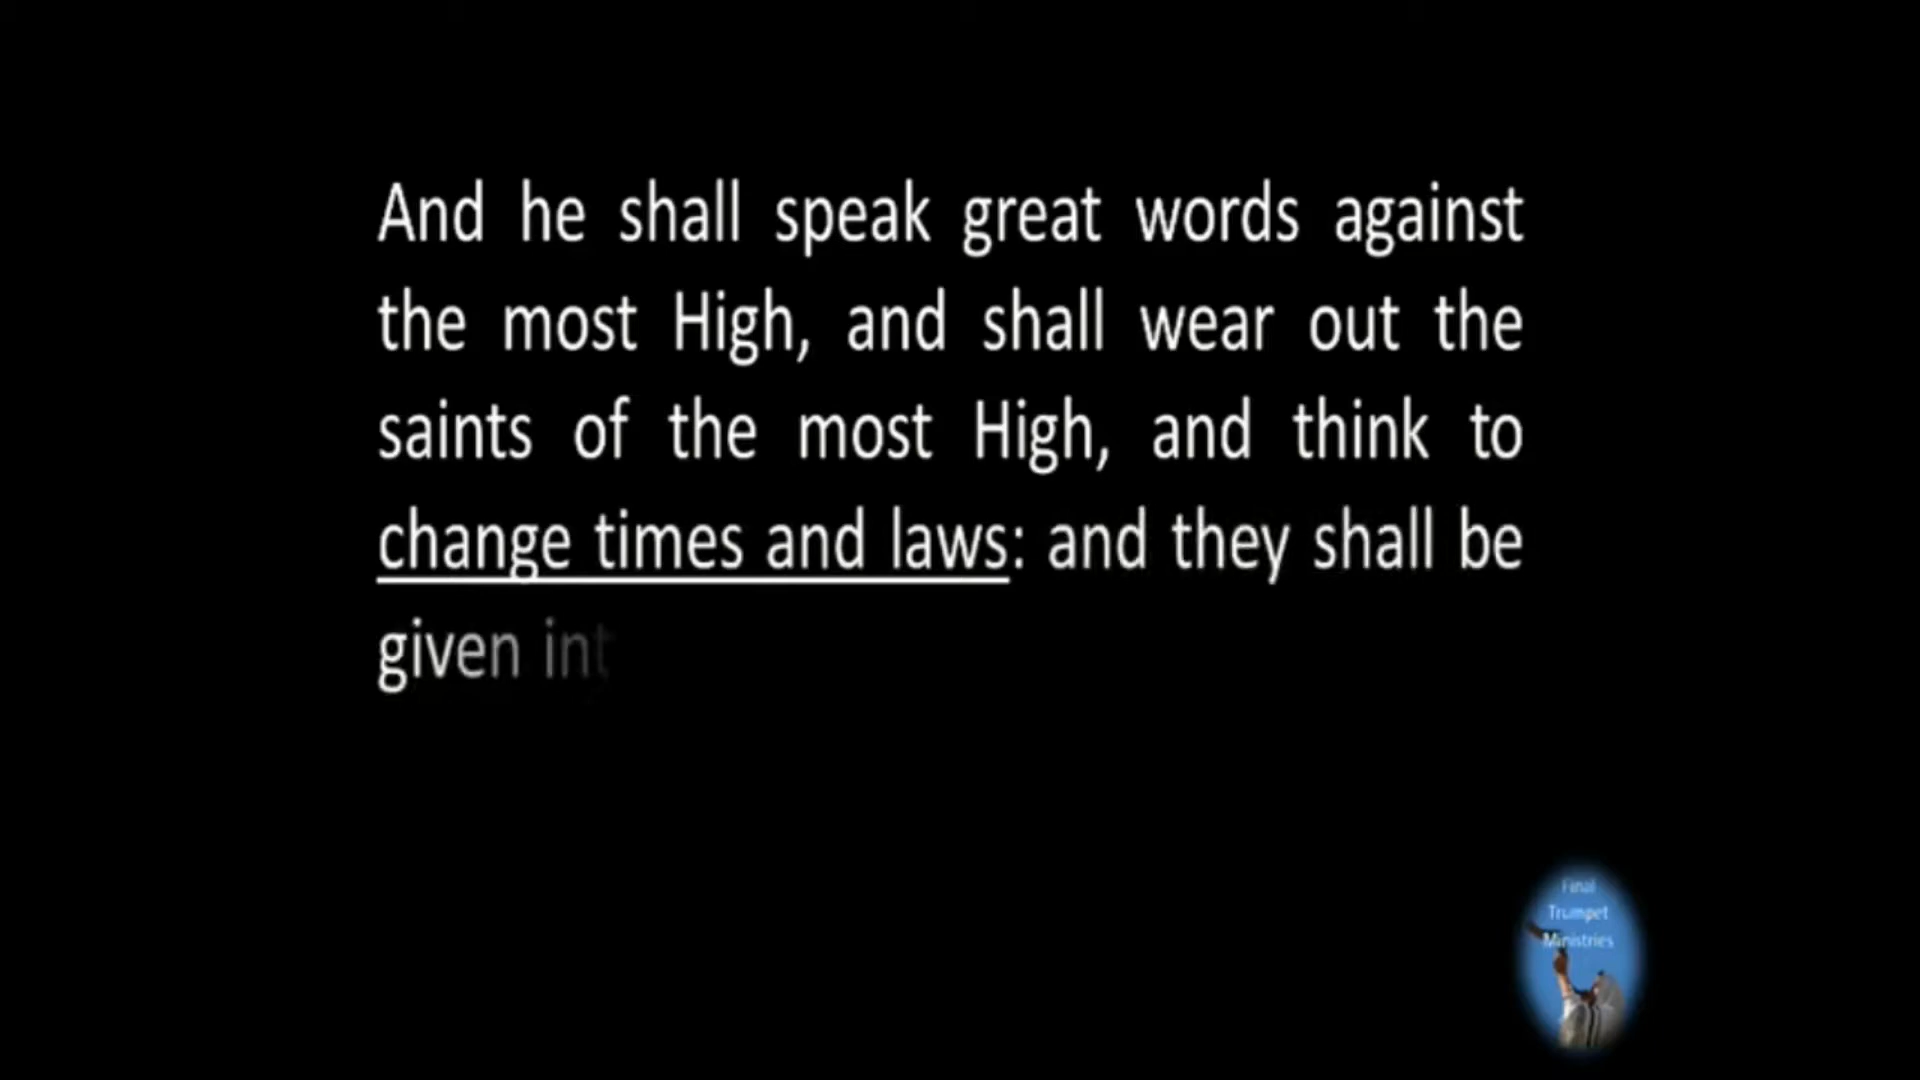 And he shall speak great words against
the most High, and shall wear out the
saints of the most High, and think to
change times and laws: and they shall be
given int
Final
Trumpet
Ministries